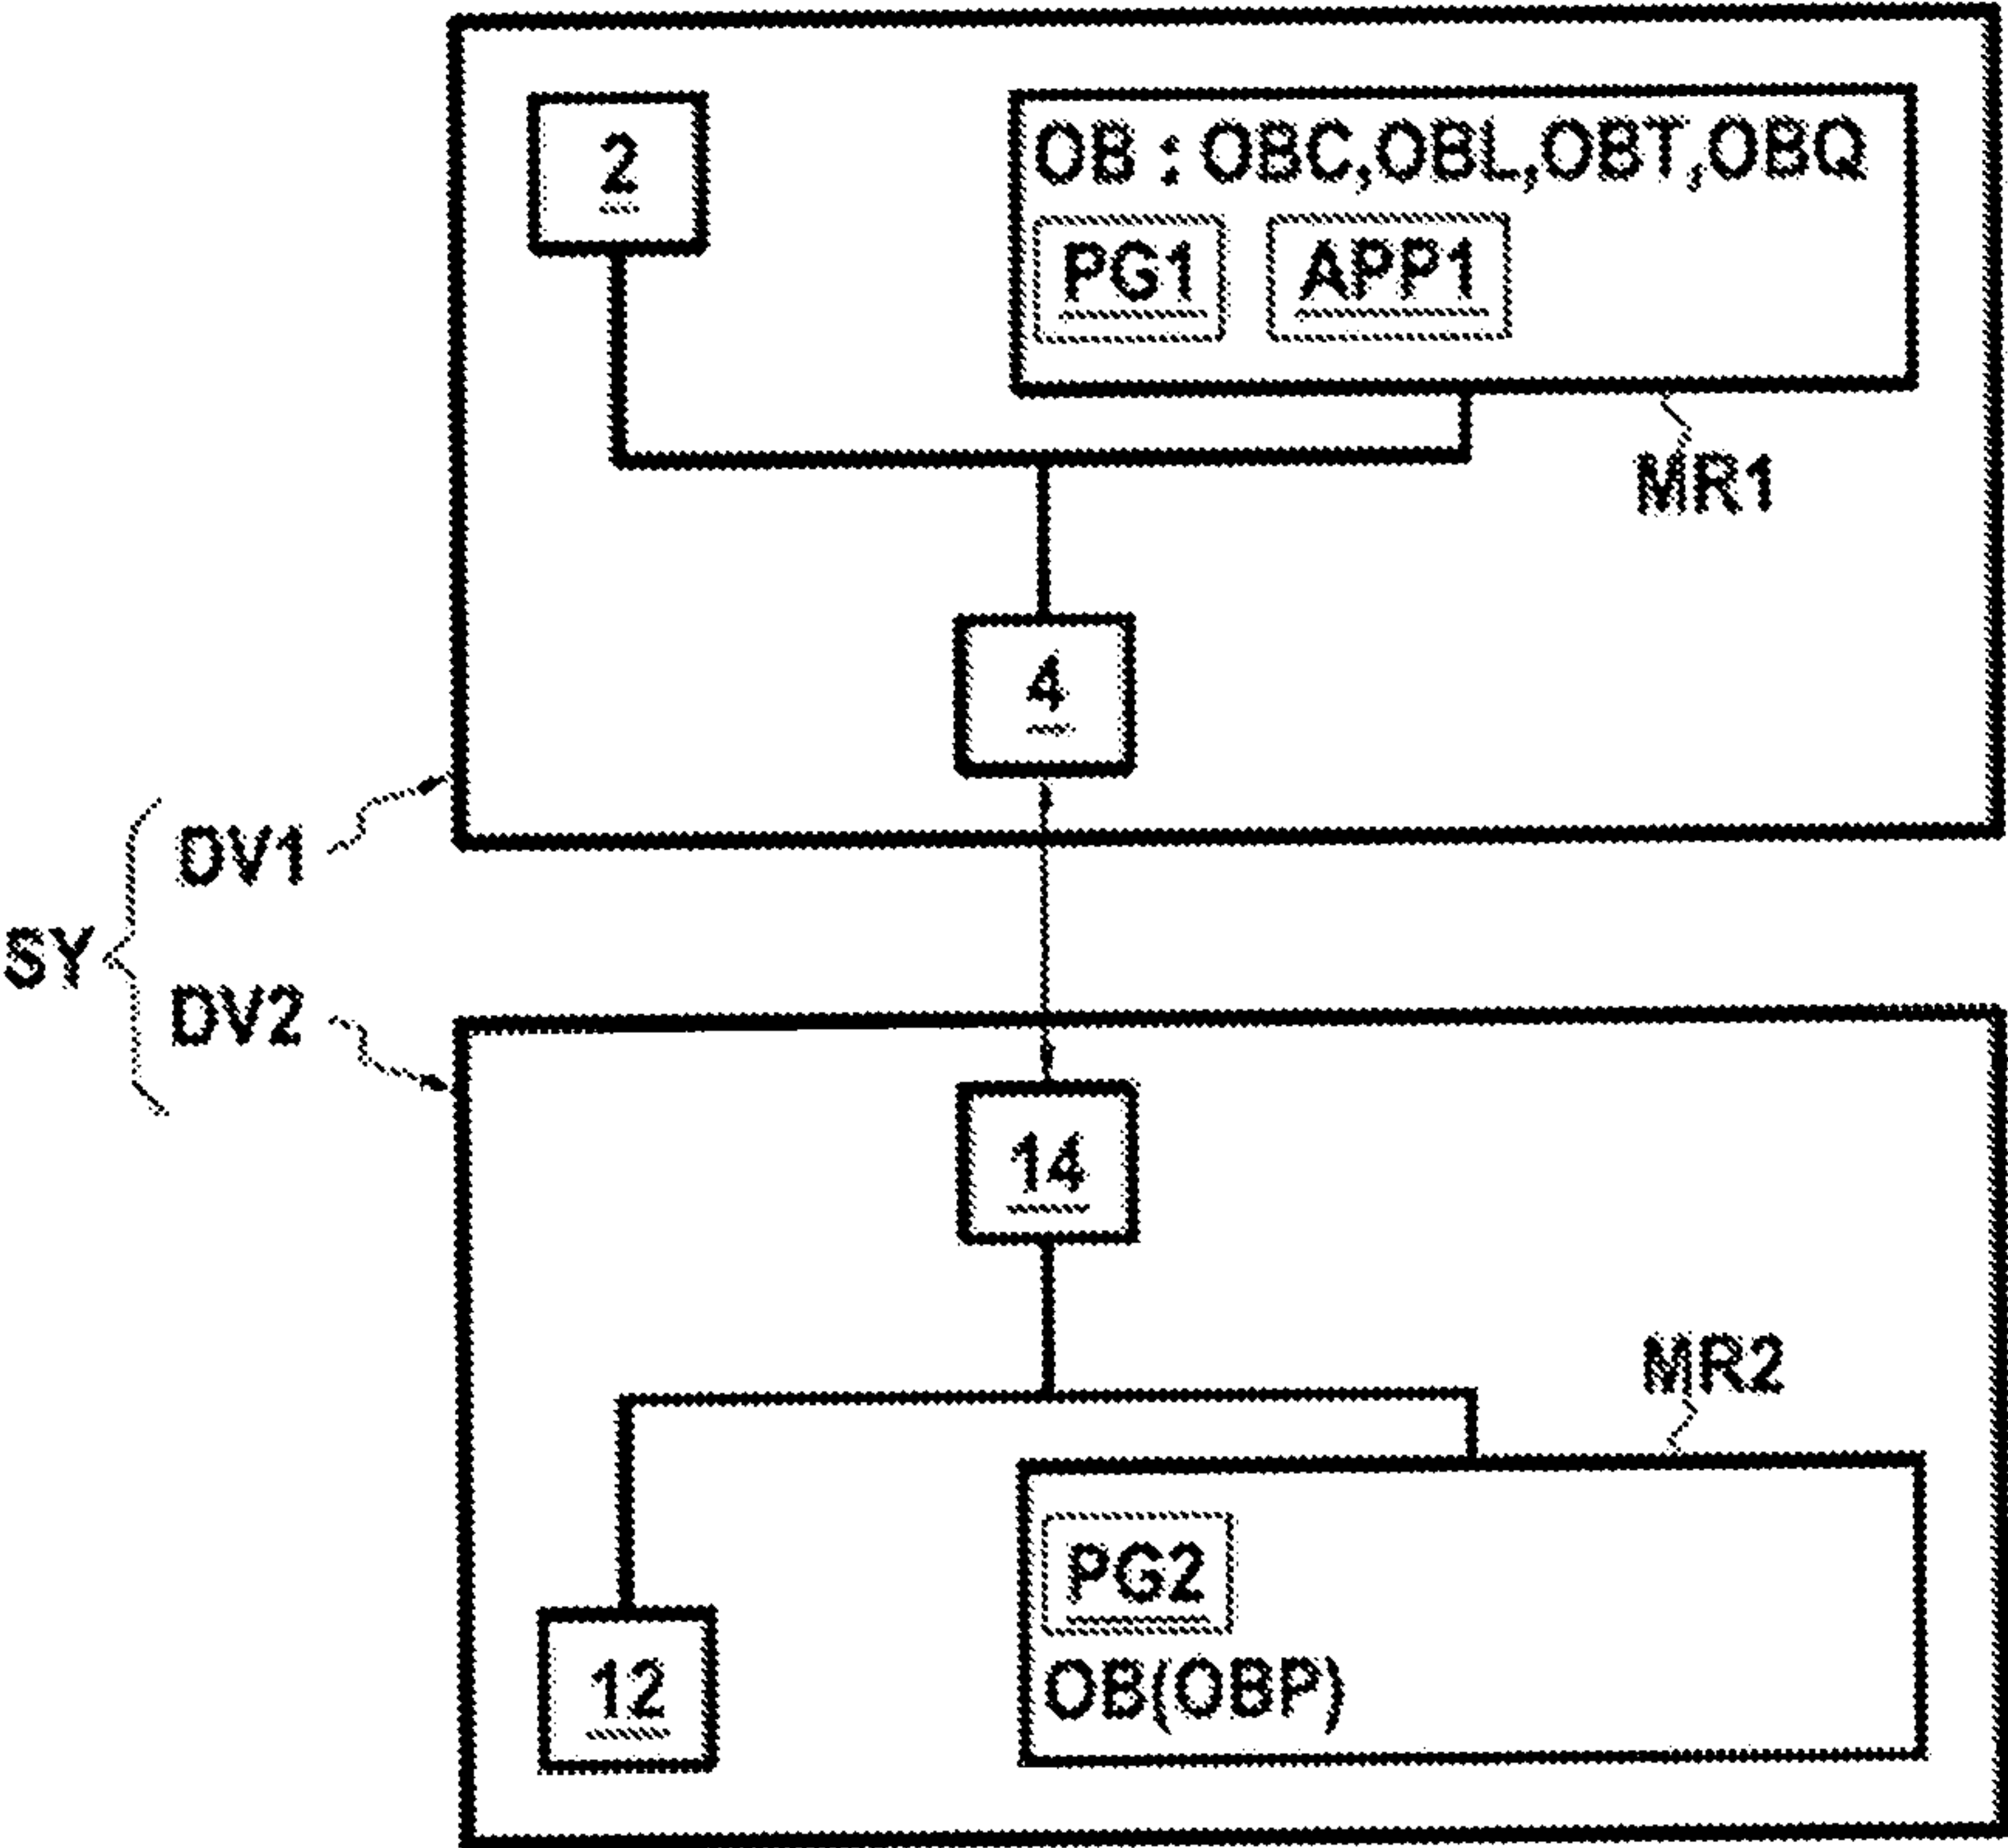 2
OB : OBC,OBL,OBT,OBQ
PG1 APP1
MR1
4
DV1
SY
DV2
14
MR2
PG2
12
OB(OBP)